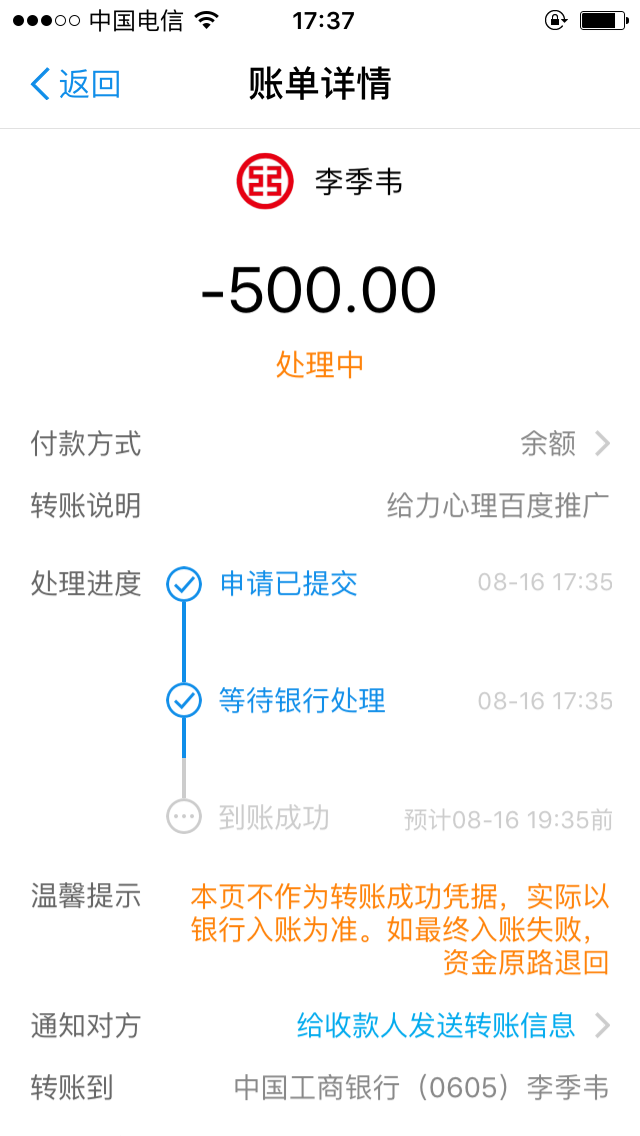 中国电信 17:37
返回 账单详情
李季韦
-500.00
处理中
付款方式 余额
转账说明 给力心理百度推广
处理进度 申请已提交 08-16 17:35
等待银行处理 08-16 17:35
到账成功 预计08-16 19:35前
温馨提示 本页不作为转账成功凭据，实际以
银行入账为准。如最终入账失败，
资金原路退回
通知对方 给收款人发送转账信息
转账到 中国工商银行（0605）李季韦